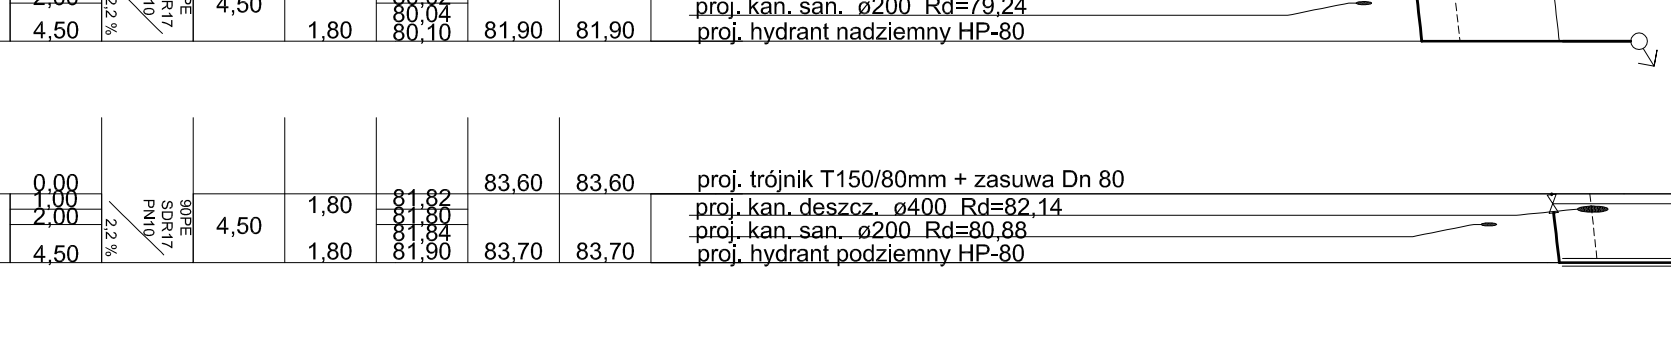 4,50
80,04
proj. kan. san. ø200 Rd=79,24
4,50
1,80
80,10
81,90
81,90
proj. hydrant nadziemny HP-80
2,2 %
PN10
SDR17
90PE
0,00
83,60
83,60
proj. trójnik T150/80mm + zasuwa Dn 80
1,00
1,80
81,82
proj. kan. deszcz. ø400 Rd=82,14
2,00
81,80
4,50
81,84
proj. kan. san. ø200 Rd=80,88
4,50
1,80
81,90
83,70
83,70
proj. hydrant podziemny HP-80
2,2 %